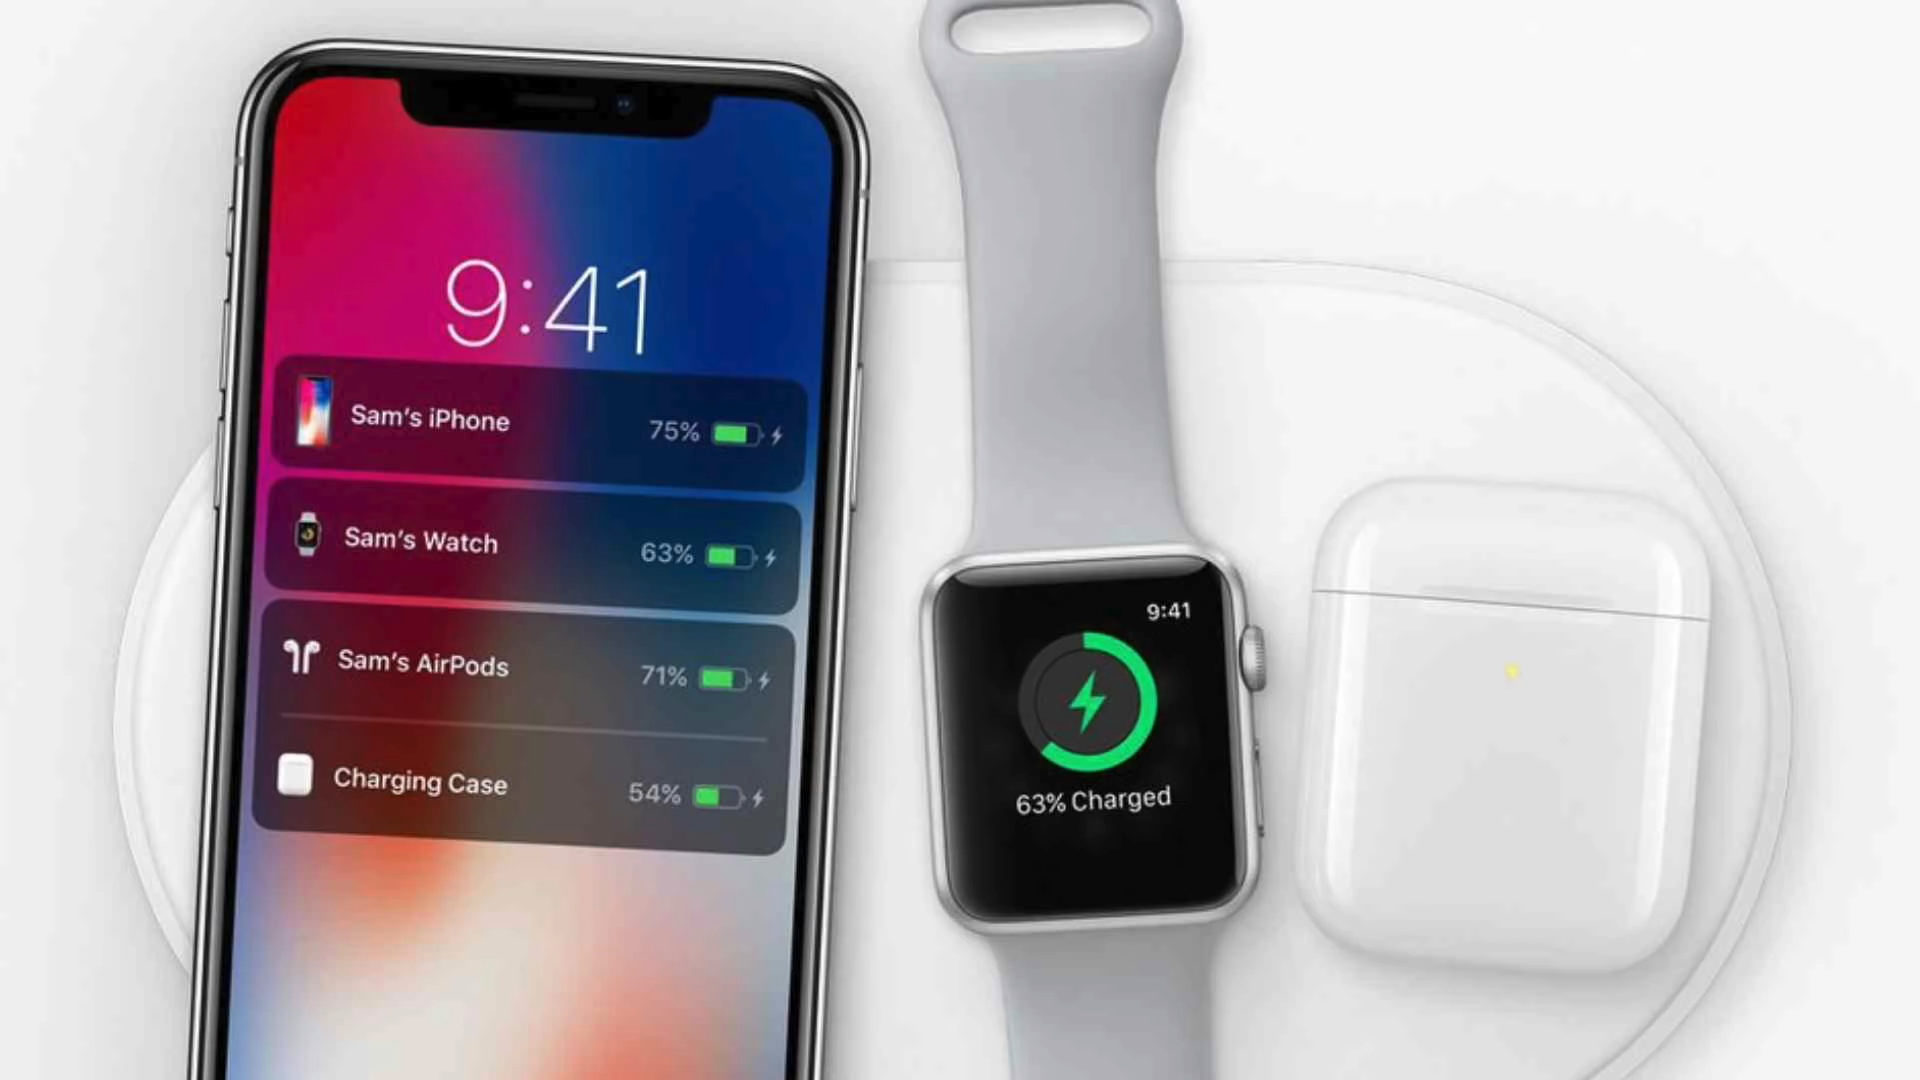 9:41
Sam's iPhone 75%
Sam's Watch 63%
Sam's AirPods 71%
Charging Case 54%
9:41
63% Charged